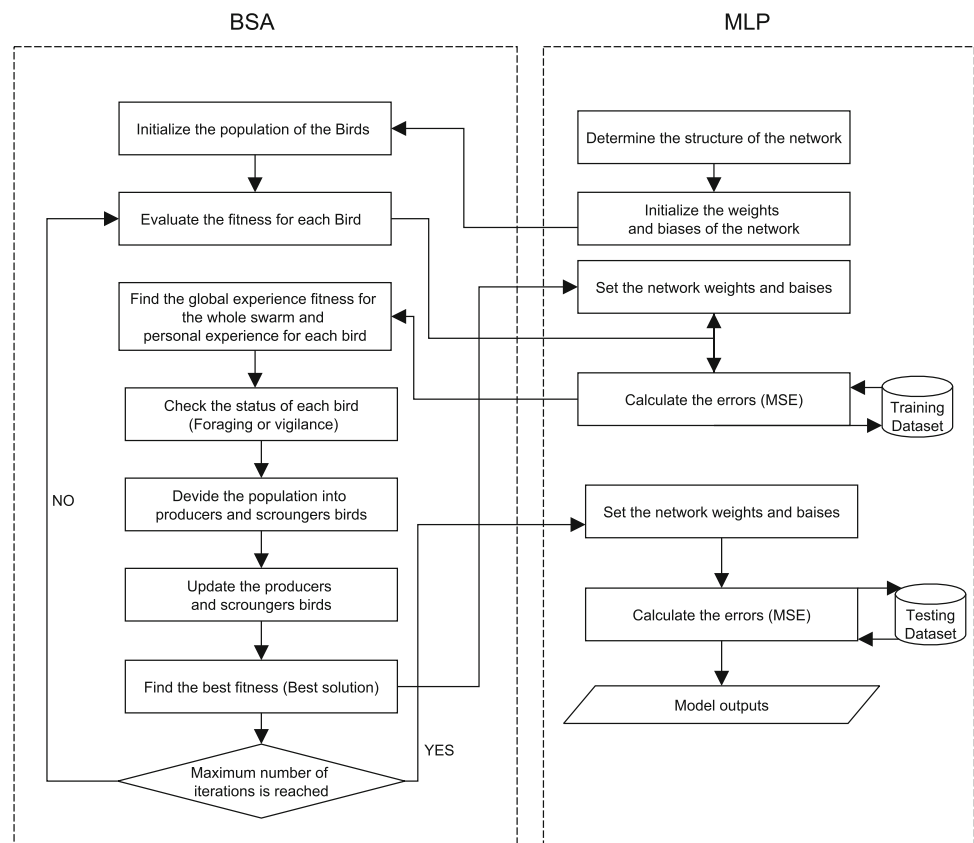 BSA
Initialize the population of the Birds
Evaluate the fitness for each Bird
Find the global experience fitness for
the whole swarm and
personal experience for each bird
Check the status of each bird
(Foraging or vigilance)
NO
Devide the population into
producers and scroungers birds
Update the producers
and scroungers birds
Find the best fitness (Best solution)
YES
Maximum number of
iterations is reached
MLP
Determine the structure of the network
Initialize the weights
and biases of the network
Set the network weights and baises
Calculate the errors (MSE)
Training
Dataset
Set the network weights and baises
Calculate the errors (MSE)
Testing
Dataset
Model outputs